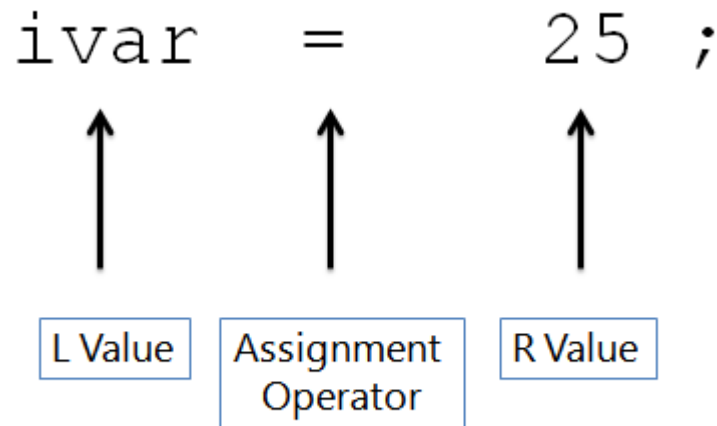 ivar = 25 ;
L Value
Assignment
Operator
R Value